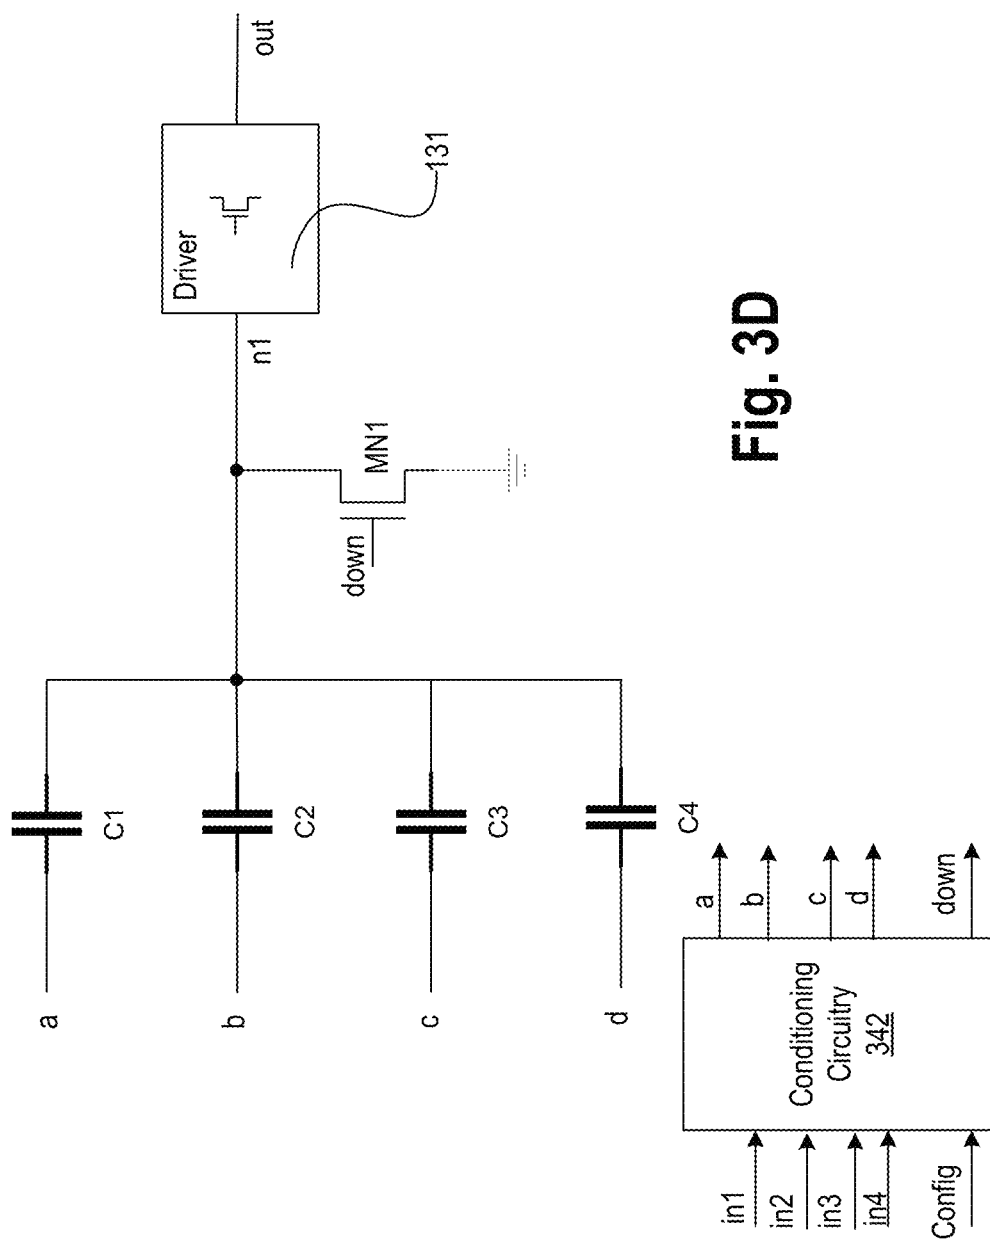 a
C1
Driver
b
n1
out
C2
down
MN1
c
131
C3
d
C4
in1
in2
in3
in4
Config
Conditioning
Circuitry
342
a
b
c
d
down
Fig. 3D